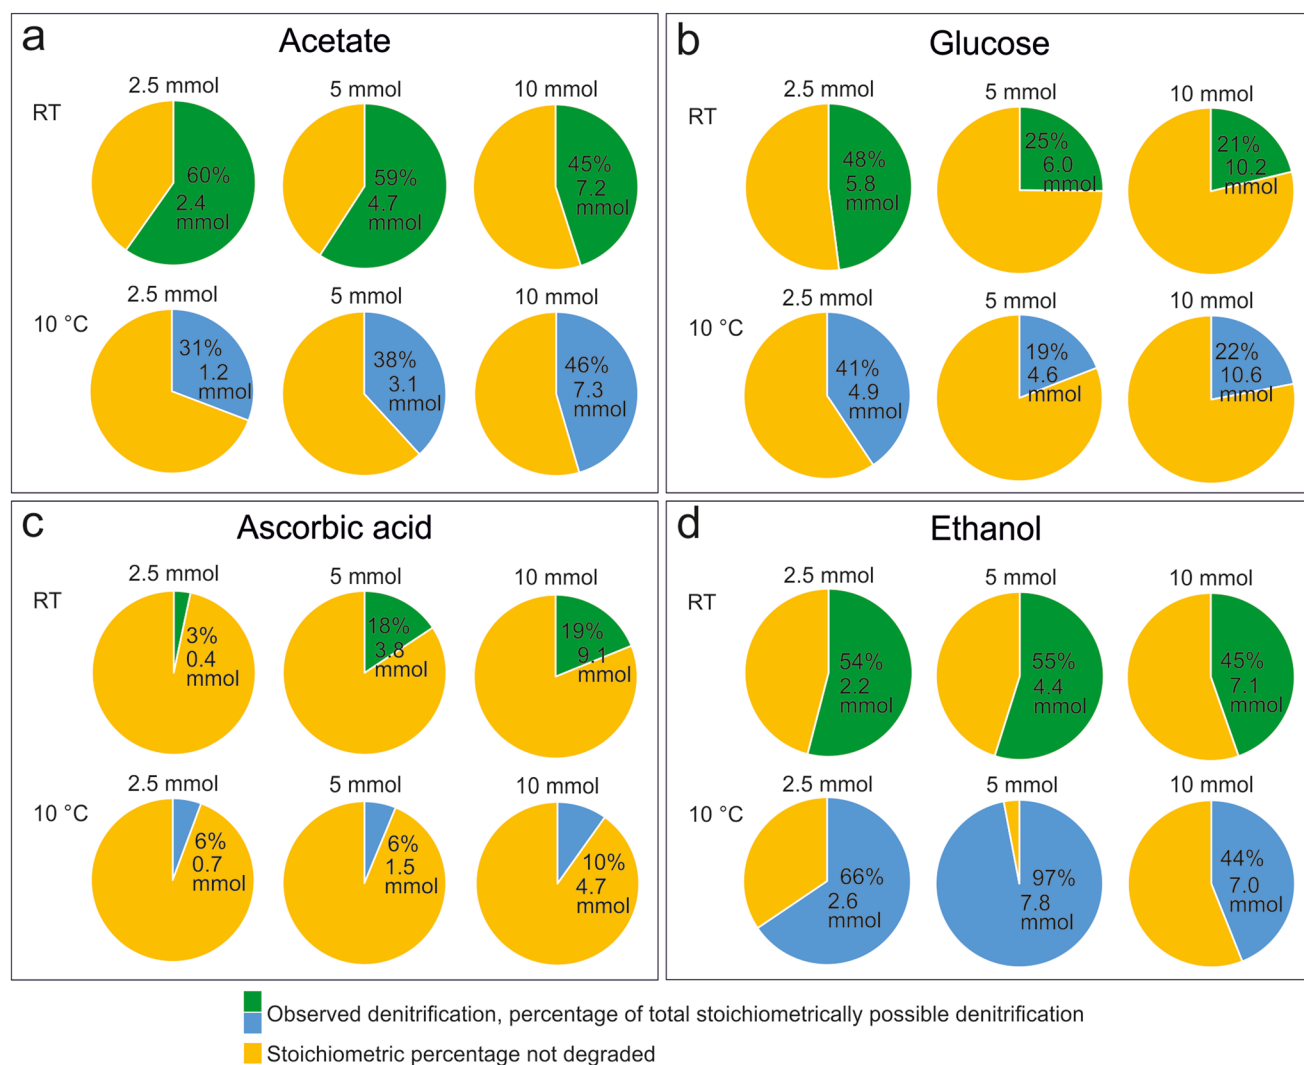 a
Acetate
2.5 mmol
5 mmol
10 mmol
RT
60%
2.4
mmol
59%
4.7
mmol
45%
7.2
mmol
2.5 mmol
5 mmol
10 mmol
10 °C
31%
1.2
mmol
38%
3.1
mmol
46%
7.3
mmol
b
Glucose
2.5 mmol
5 mmol
10 mmol
RT
48%
5.8
mmol
25%
6.0
mmol
21%
10.2
mmol
2.5 mmol
5 mmol
10 mmol
10 °C
41%
4.9
mmol
19%
4.6
mmol
22%
10.6
mmol
c
Ascorbic acid
2.5 mmol
5 mmol
10 mmol
RT
3%
0.4
mmol
18%
3.8
mmol
19%
9.1
mmol
2.5 mmol
5 mmol
10 mmol
10 °C
6%
0.7
mmol
6%
1.5
mmol
10%
4.7
mmol
d
Ethanol
2.5 mmol
5 mmol
10 mmol
RT
54%
2.2
mmol
55%
4.4
mmol
45%
7.1
mmol
2.5 mmol
5 mmol
10 mmol
10 °C
66%
2.6
mmol
97%
7.8
mmol
44%
7.0
mmol
Observed denitrification, percentage of total stoichiometrically possible denitrification
Stoichiometric percentage not degraded